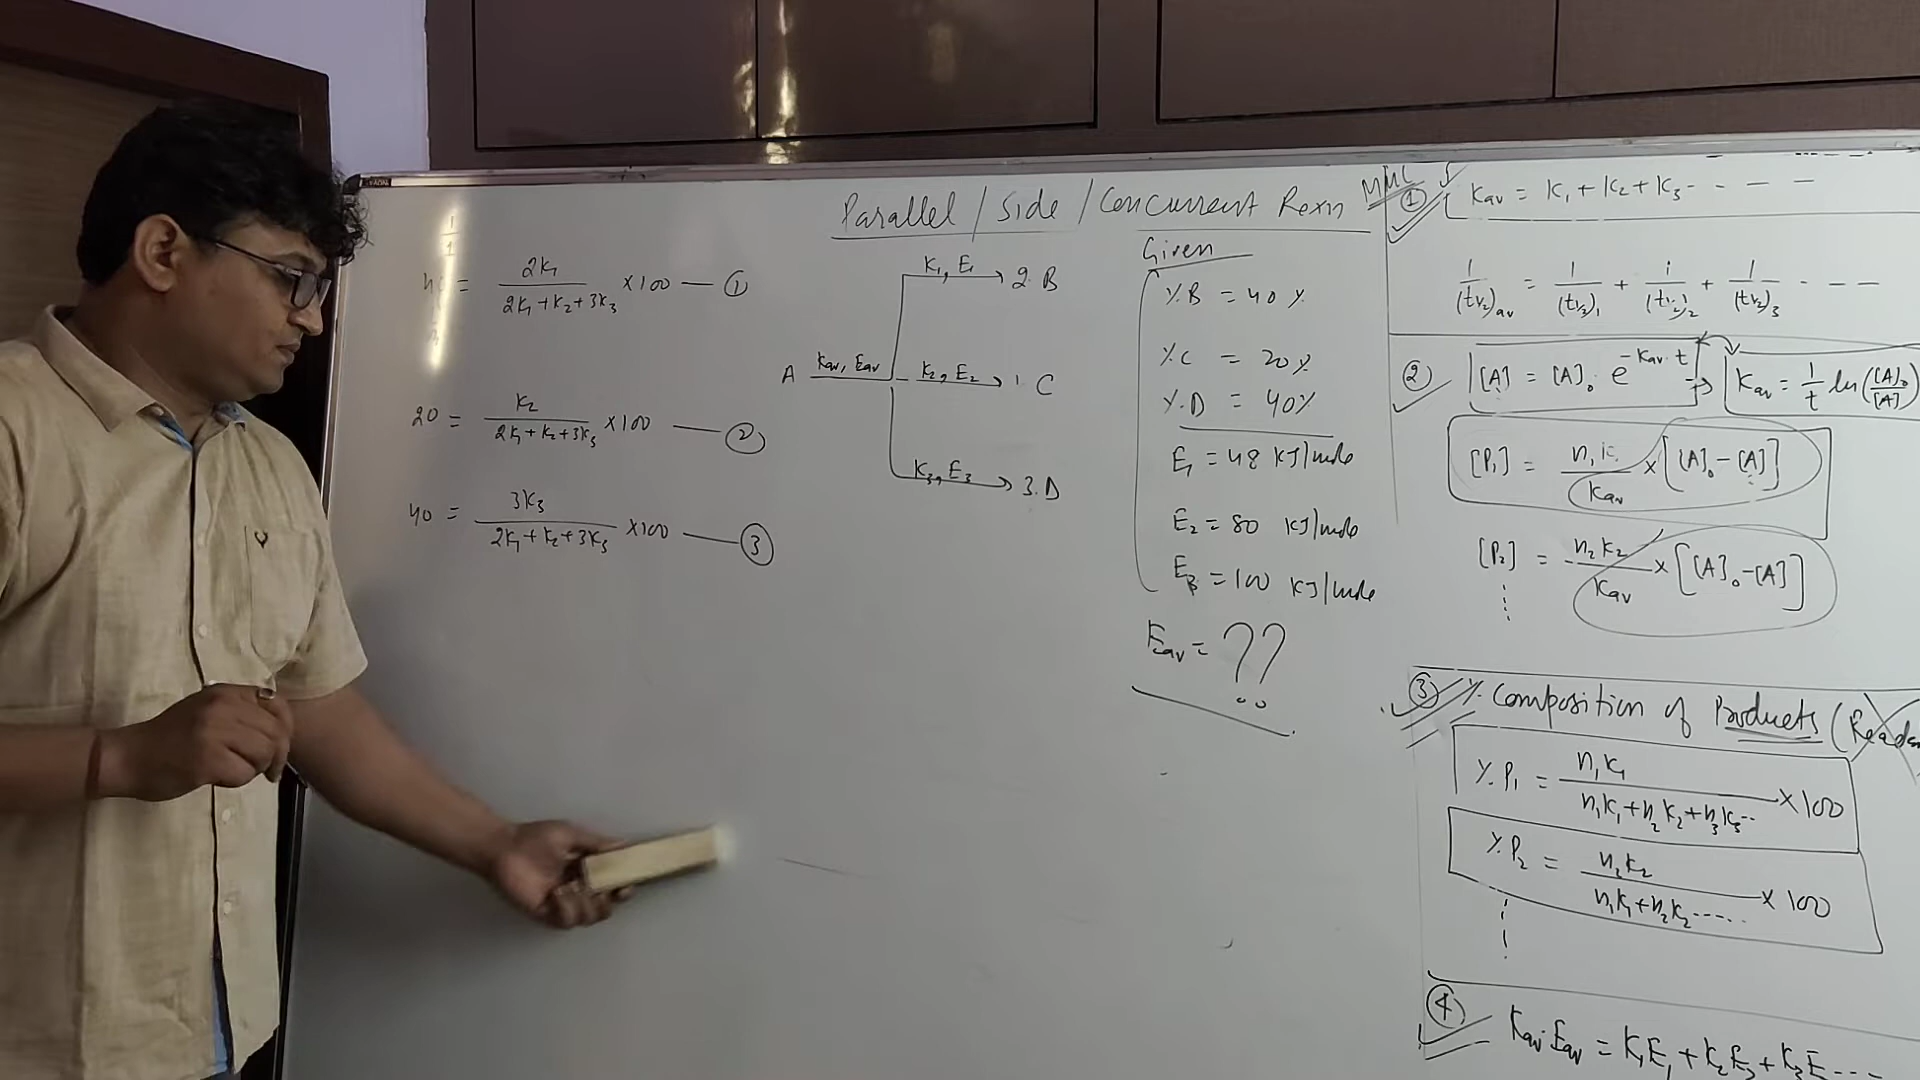 Parallel / Side / Concurrent Rexn
40 = 2K₁ / (2K₁ + K₂ + 3K₃) × 100 — ①
20 = K₂ / (2K₁ + K₂ + 3K₃) × 100 — ②
40 = 3K₃ / (2K₁ + K₂ + 3K₃) × 100 — ③
K₁, E₁ → 2. B
A Kav, Eav
K₂, E₂ → 1. C
K₃, E₃ → 3. D
Given
%B = 40 %
%C = 20 %
%D = 40%
E₁ = 48 KJ/mole
E₂ = 80 KJ/mole
E₃ = 100 KJ/mole
Eav = ??
MMC
① Kav = K₁ + K₂ + K₃ - - - -
1/(t½)av = 1/(t½)₁ + 1/(t½)₂ + 1/(t½)₃ - - - -
② [A] = [A]₀ e^(-Kav·t) → Kav = 1/t ln([A]₀/[A])
[P₁] = n₁K₁/Kav × [[A]₀ - [A]]
[P₂] = n₂K₂/Kav × [[A]₀ - [A]]
③ % Composition of Products
%P₁ = n₁K₁ / (n₁K₁ + n₂K₂ + n₃K₃..) × 100
%P₂ = n₂K₂ / (n₁K₁ + n₂K₂ .....) × 100
④ Kav·Eav = K₁E₁ + K₂E₂ + K₃E - - -